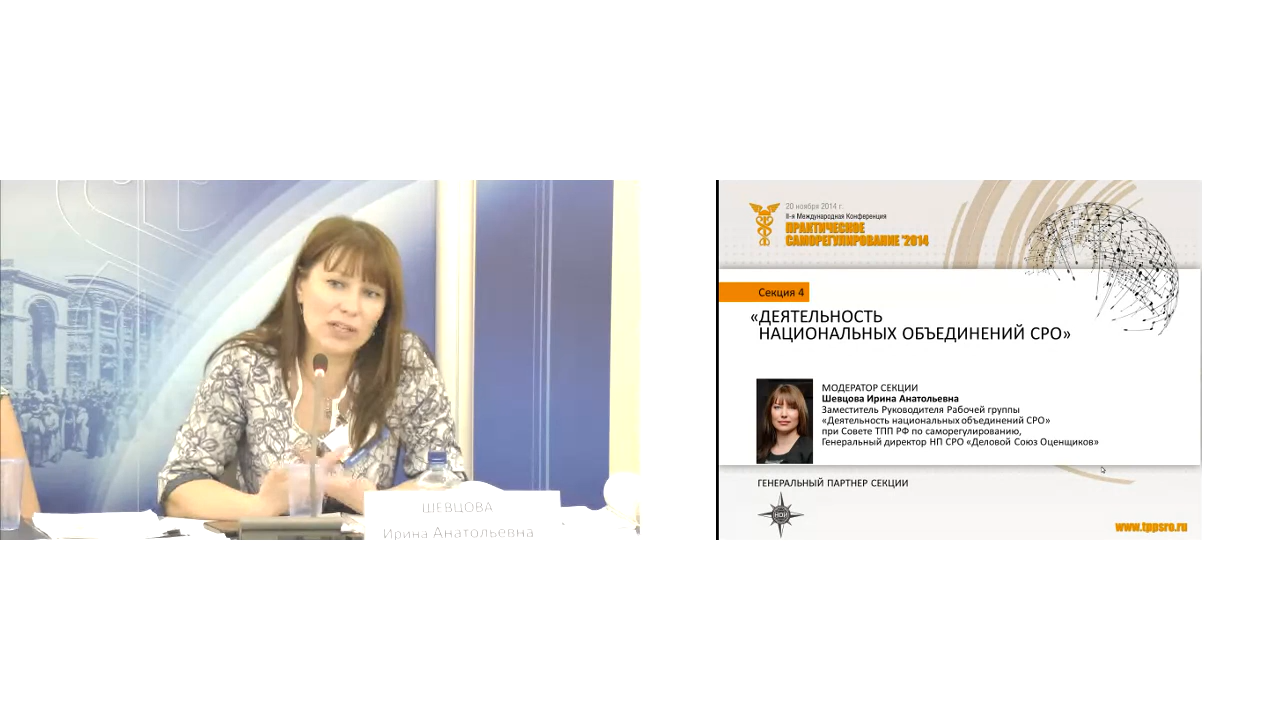 ШЕВЦОВА
Ирина Анатольевна
20 ноября 2014 г.
II-я Международная Конференция
ПРАКТИЧЕСКОЕ
САМОРЕГУЛИРОВАНИЕ '2014
Секция 4
«ДЕЯТЕЛЬНОСТЬ
НАЦИОНАЛЬНЫХ ОБЪЕДИНЕНИЙ СРО»
МОДЕРАТОР СЕКЦИИ
Шевцова Ирина Анатольевна
Заместитель Руководителя Рабочей группы
«Деятельность национальных объединений СРО»
при Совете ТПП РФ по саморегулированию,
Генеральный директор НП СРО «Деловой Союз Оценщиков»
ГЕНЕРАЛЬНЫЙ ПАРТНЕР СЕКЦИИ
НОИ
www.tppsro.ru